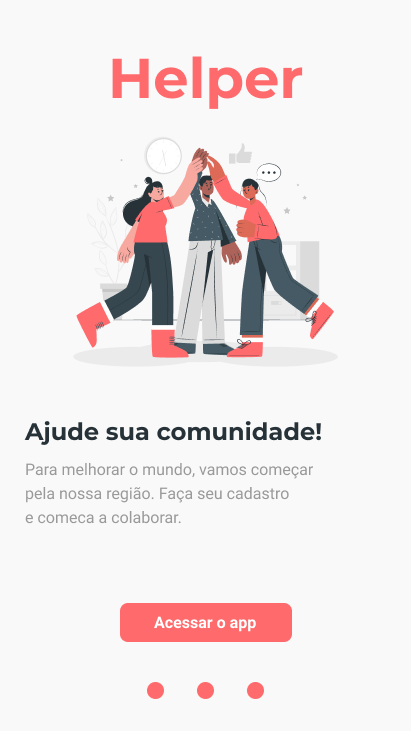 Helper
Ajude sua comunidade!
Para melhorar o mundo, vamos começar
pela nossa região. Faça seu cadastro
e comeca a colaborar.
Acessar o app